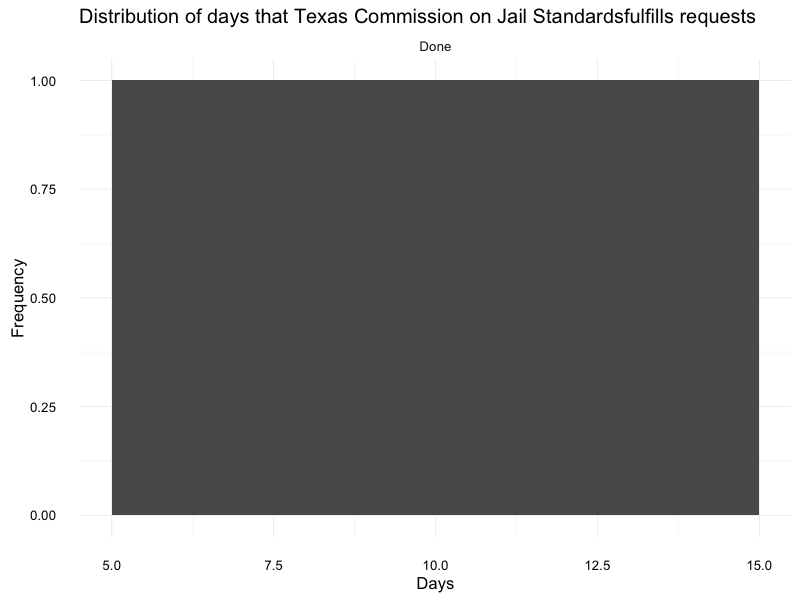 Distribution of days that Texas Commission on Jail Standardsfulfills requests
Done
1.00
0.75
0.50
0.25
0.00
Frequency
5.0 7.5 10.0 12.5 15.0
Days